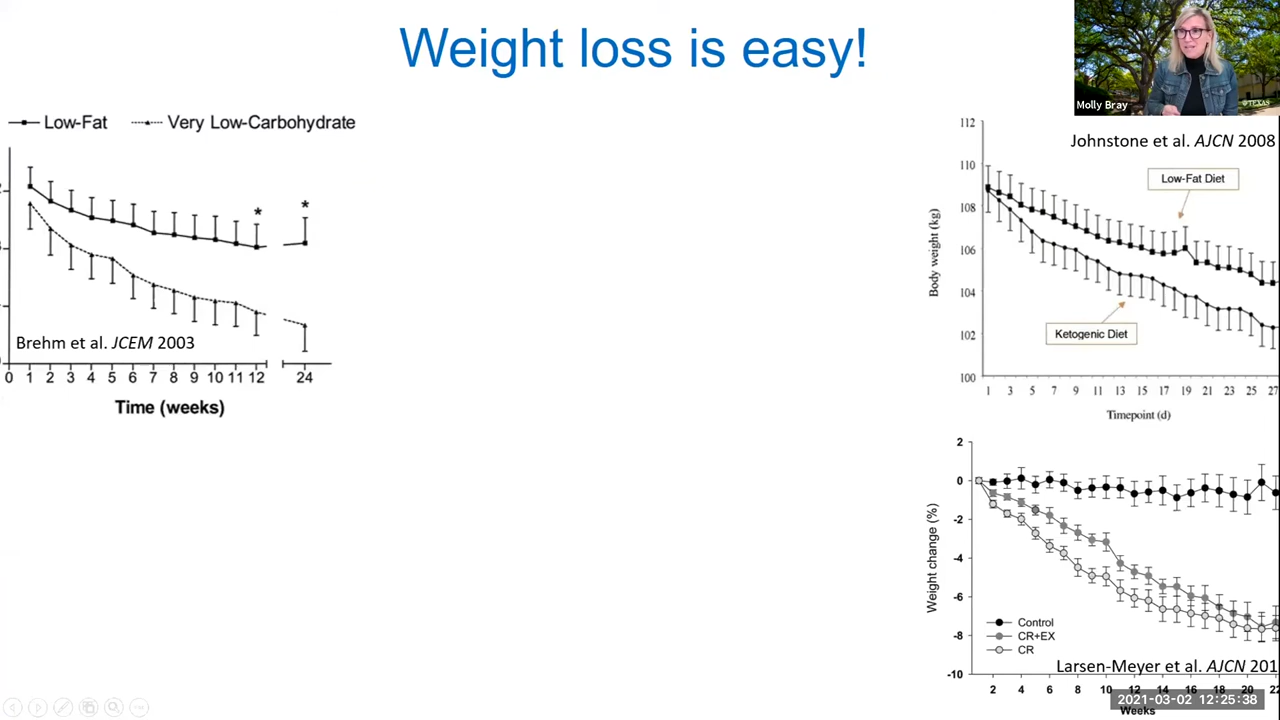 Weight loss is easy!
Molly Bray
TEXAS
Low-Fat
Very Low-Carbohydrate
*
*
Brehm et al. JCEM 2003
0 1 2 3 4 5 6 7 8 9 10 11 12 24
Time (weeks)
Johnstone et al. AJCN 2008
112
110
108
106
104
102
100
Body weight (kg)
Low-Fat Diet
Ketogenic Diet
1 3 5 7 9 11 13 15 17 19 21 23 25 27
Timepoint (d)
2
0
-2
-4
-6
-8
-10
Weight change (%)
Control
CR+EX
CR
Larsen-Meyer et al. AJCN 201
2 4 6 8 10 12 14 16 18 20 22
Weeks
2021-03-02 12:25:38